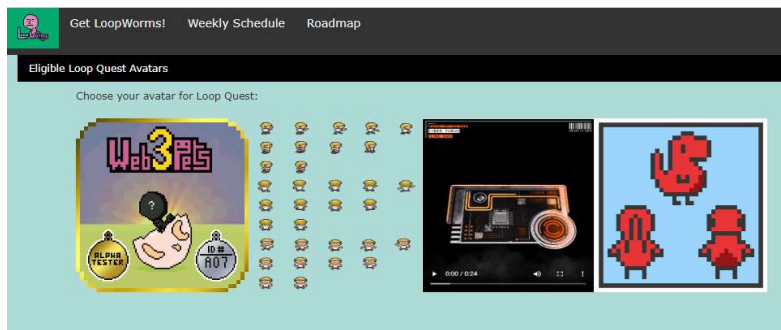 Get LoopWorms! Weekly Schedule Roadmap
Eligible Loop Quest Avatars
Choose your avatar for Loop Quest:
Web3Pets
?
ALPHA
TESTER
ID#
A07
0:00 / 0:24